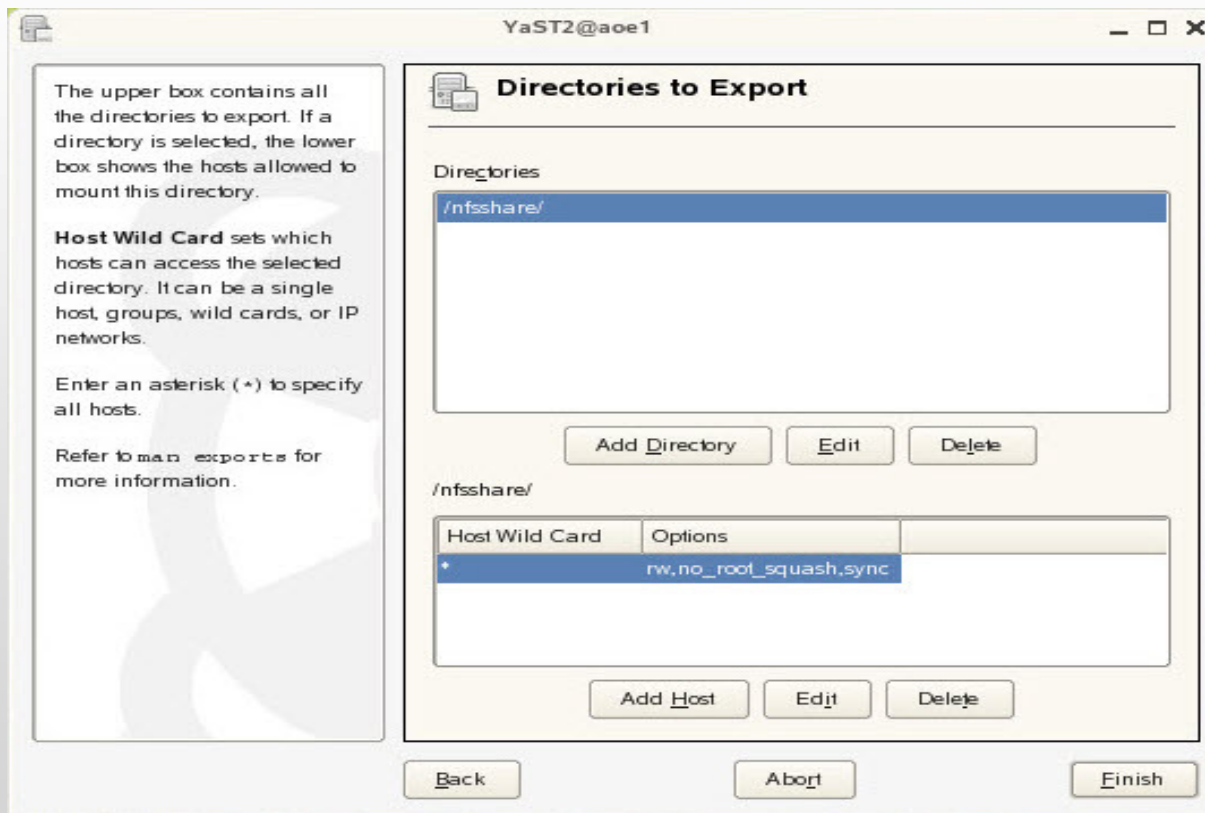 YaST2@aoe1
The upper box contains all
the directories to export. If a
directory is selected, the lower
box shows the hosts allowed to
mount this directory.
Host Wild Card sets which
hosts can access the selected
directory. It can be a single
host, groups, wild cards, or IP
networks.
Enter an asterisk (*) to specify
all hosts.
Refer to man exports for
more information.
Directories to Export
Directories
/nfsshare/
Add Directory Edit Delete
/nfsshare/
Host Wild Card Options
* rw,no_root_squash,sync
Add Host Edit Delete
Back Abort Finish